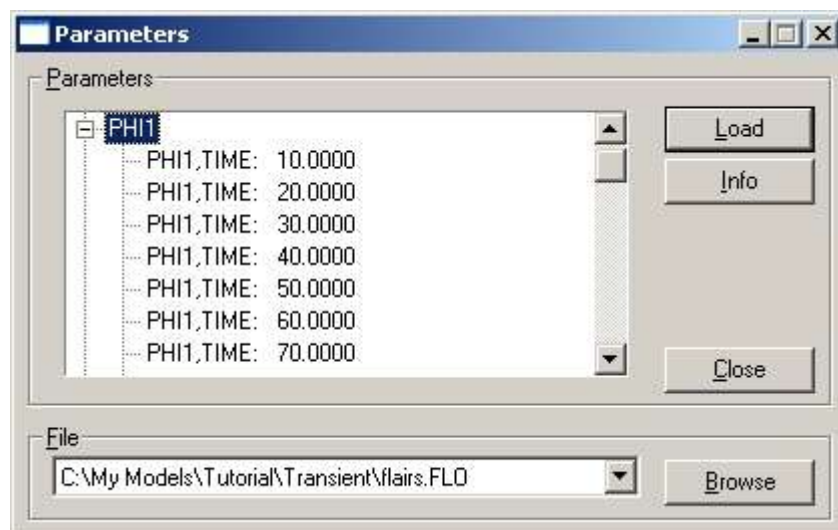 Parameters
Parameters
PHI1
PHI1,TIME: 10.0000
PHI1,TIME: 20.0000
PHI1,TIME: 30.0000
PHI1,TIME: 40.0000
PHI1,TIME: 50.0000
PHI1,TIME: 60.0000
PHI1,TIME: 70.0000
Load
Info
Close
File
C:\My Models\Tutorial\Transient\flairs.FLO
Browse